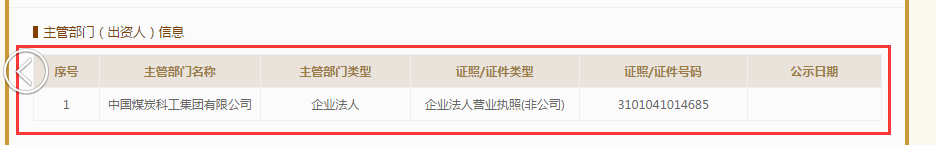 主管部门（出资人）信息
序号 主管部门名称 主管部门类型 证照/证件类型 证照/证件号码 公示日期
1 中国煤炭科工集团有限公司 企业法人 企业法人营业执照(非公司) 3101041014685